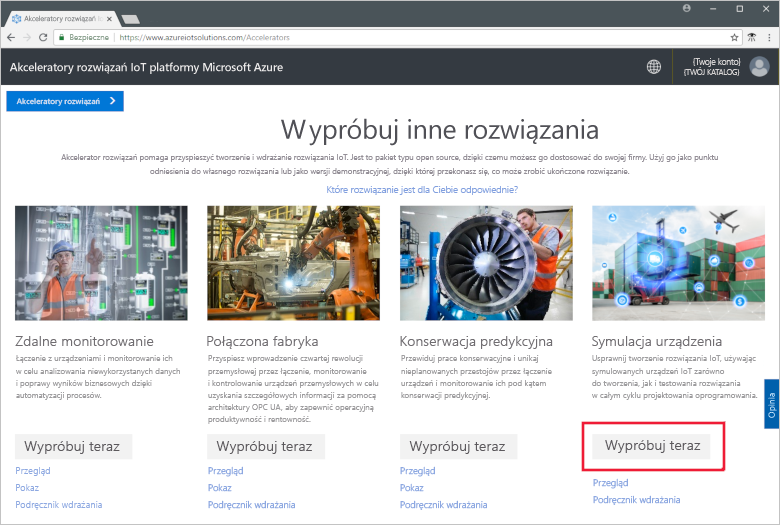 Akceleratory rozwiązań
Bezpieczne
https://www.azureiotsolutions.com/Accelerators
Akceleratory rozwiązań IoT platformy Microsoft Azure
{Twoje konto}
{TWÓJ KATALOG}
Akceleratory rozwiązań
Wypróbuj inne rozwiązania
Akcelerator rozwiązań pomaga przyspieszyć tworzenie i wdrażanie rozwiązania IoT. Jest to pakiet typu open source, dzięki czemu możesz go dostosować do swojej firmy. Użyj go jako punktu
odniesienia do własnego rozwiązania lub jako wersji demonstracyjnej, dzięki której przekonasz się, co może zrobić ukończone rozwiązanie.
Które rozwiązanie jest dla Ciebie odpowiednie?
Zdalne monitorowanie
Łączenie z urządzeniami i monitorowanie ich
w celu analizowania niewykorzystanych danych
i poprawy wyników biznesowych dzięki
automatyzacji procesów.
Wypróbuj teraz
Przegląd
Pokaz
Podręcznik wdrażania
Połączona fabryka
Przyspiesz wprowadzenie czwartej rewolucji
przemysłowej przez łączenie, monitorowanie
i kontrolowanie urządzeń przemysłowych w celu
uzyskania szczegółowych informacji za pomocą
architektury OPC UA, aby zapewnić operacyjną
produktywność i rentowność.
Wypróbuj teraz
Przegląd
Pokaz
Podręcznik wdrażania
Konserwacja predykcyjna
Przewiduj prace konserwacyjne i unikaj
nieplanowanych przestojów przez łączenie
urządzeń i monitorowanie ich pod kątem
konserwacji predykcyjnej.
Wypróbuj teraz
Przegląd
Pokaz
Podręcznik wdrażania
Symulacja urządzenia
Usprawnij tworzenie rozwiązania IoT, używając
symulowanych urządzeń IoT zarówno
do tworzenia, jak i testowania rozwiązania
w całym cyklu projektowania oprogramowania.
Wypróbuj teraz
Przegląd
Podręcznik wdrażania
Opinia